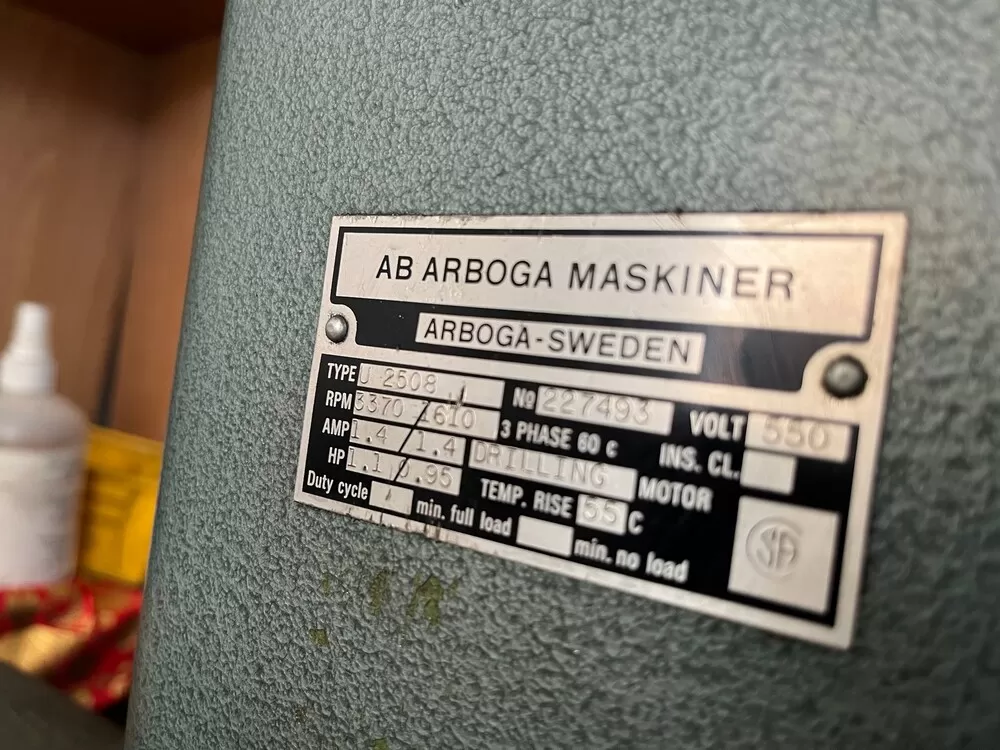 AB ARBOGA MASKINER
ARBOGA-SWEDEN
TYPE U 2508 No 227493 VOLT 550
RPM 3370/1610 3 PHASE 60 c INS. CL.
AMP 1.4/1.4 DRILLING MOTOR
HP 1.1/0.95 TEMP. RISE 55 C
Duty cycle min. full load min. no load
SA